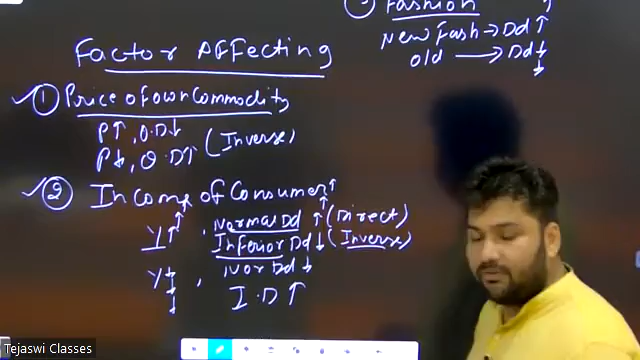 Fashion ↑
New Fash → Dd ↑
old → Dd ↓
Factor Affecting
① Price of own Commodity
P↑, Q.D↓
P↓, Q.D↑ (Inverse)
② Income of Consumer ↑
Y↑, Normal Dd ↑ (Direct)
Inferior Dd ↓ (Inverse)
Y↓, Nor Dd ↓
I.D ↑
Tejaswi Classes